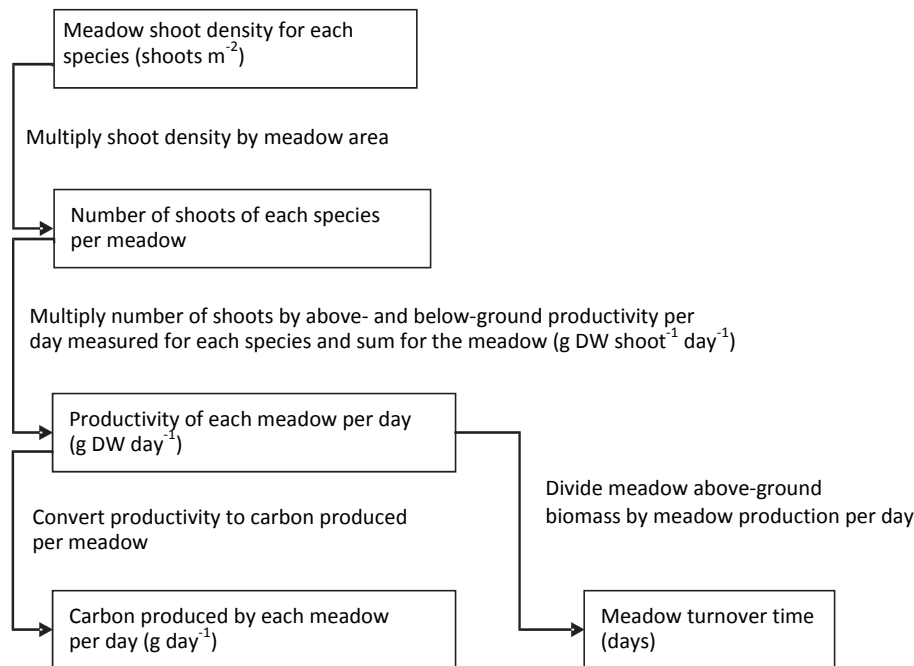 Meadow shoot density for each
species (shoots m⁻²)
Multiply shoot density by meadow area
Number of shoots of each species
per meadow
Multiply number of shoots by above- and below-ground productivity per
day measured for each species and sum for the meadow (g DW shoot⁻¹ day⁻¹)
Productivity of each meadow per day
(g DW day⁻¹)
Divide meadow above-ground
biomass by meadow production per day
Convert productivity to carbon produced
per meadow
Carbon produced by each meadow
per day (g day⁻¹)
Meadow turnover time
(days)